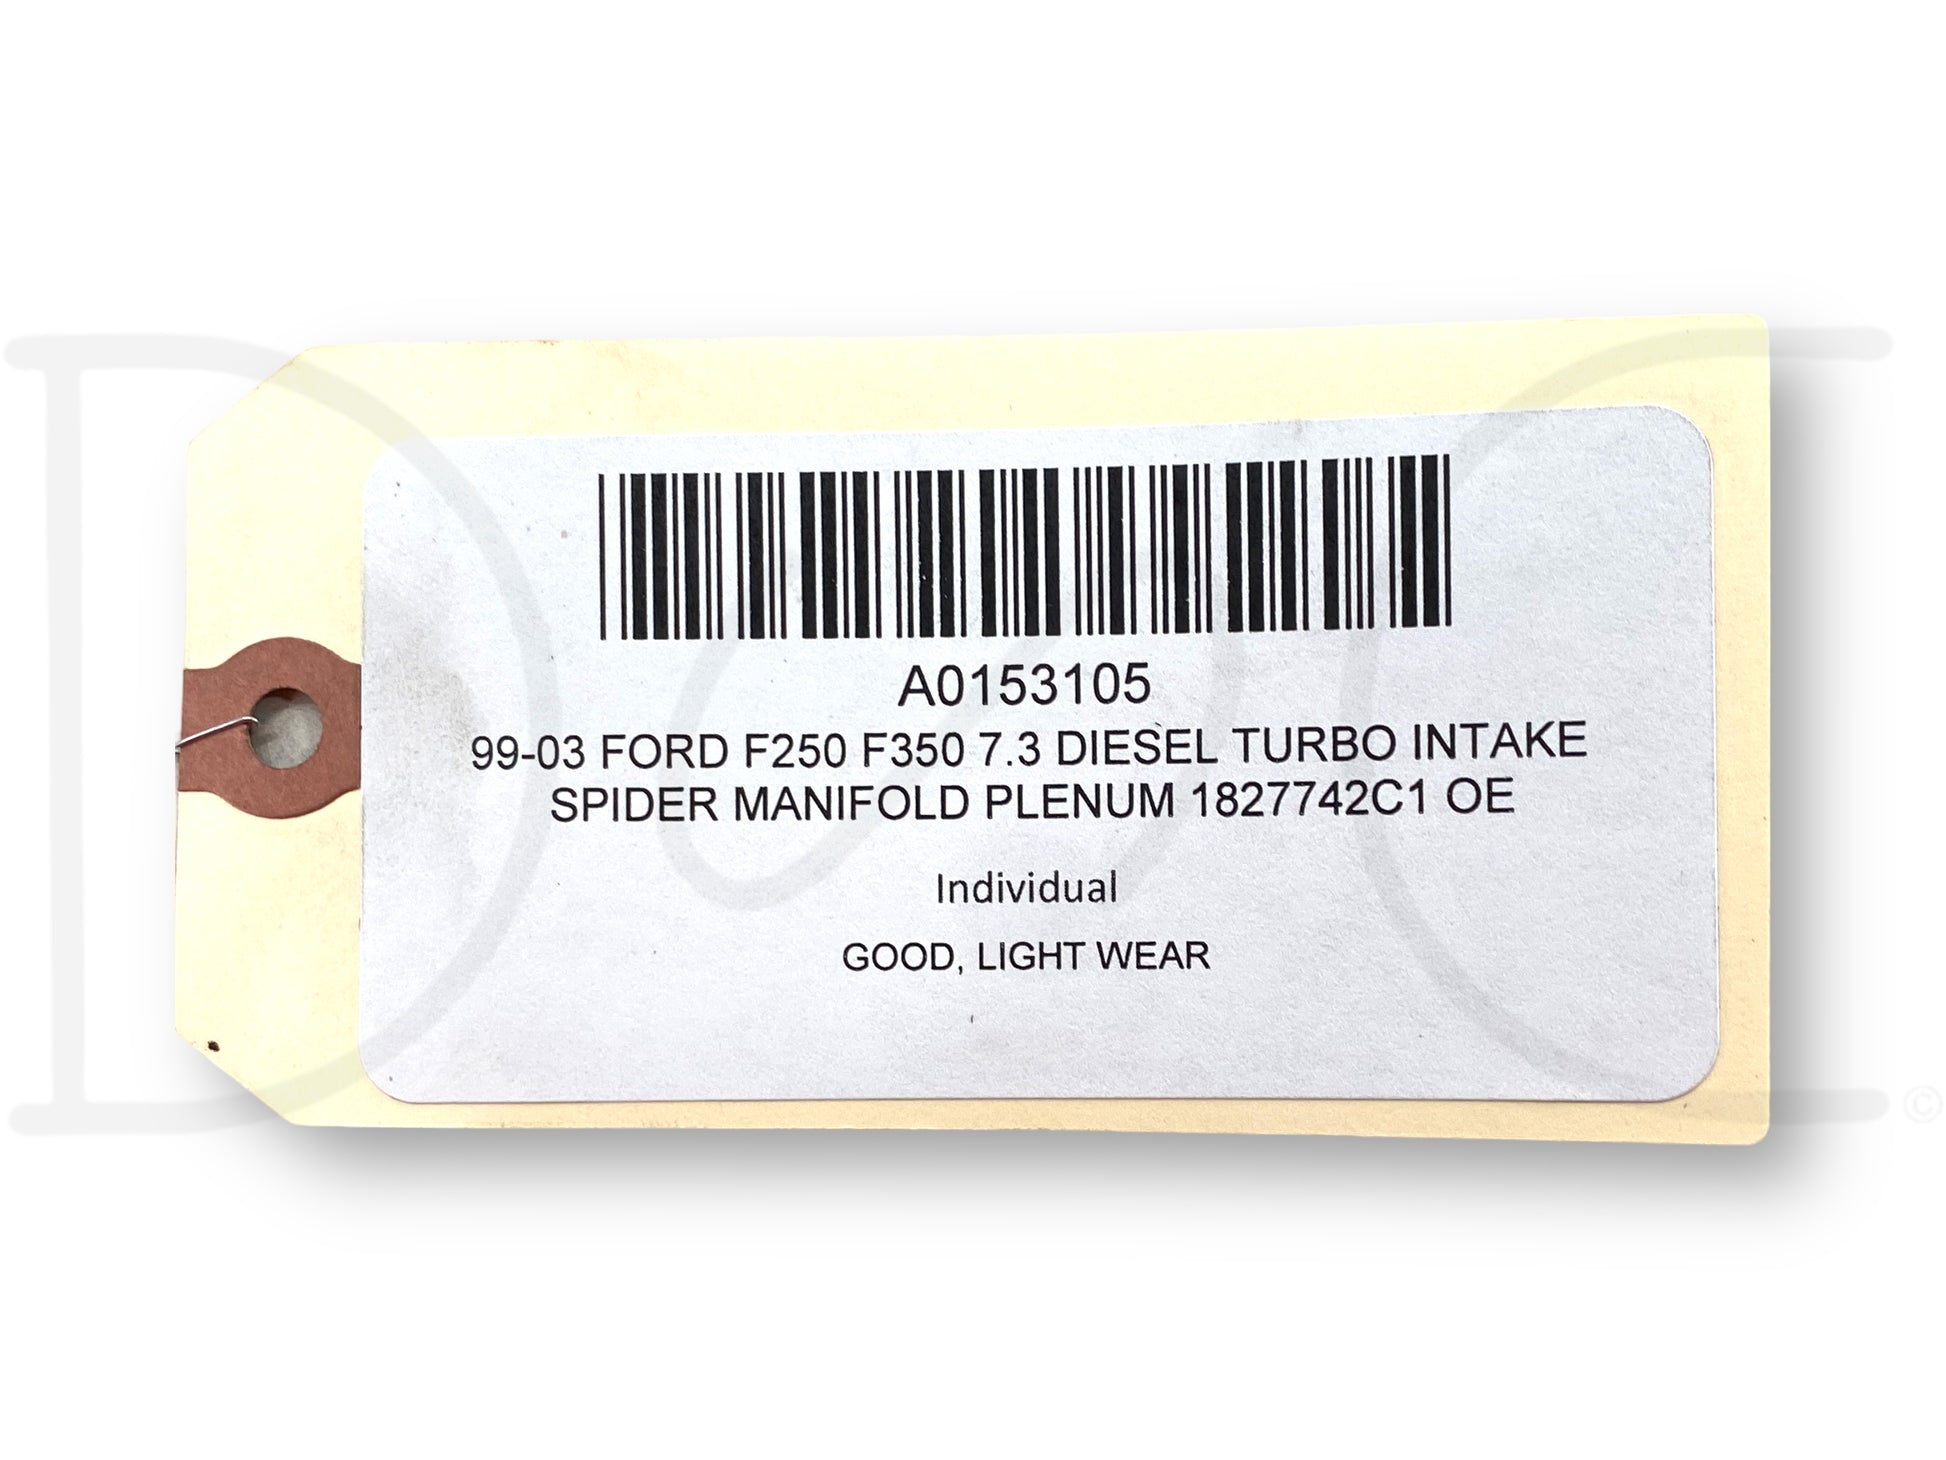 A0153105
99-03 FORD F250 F350 7.3 DIESEL TURBO INTAKE
SPIDER MANIFOLD PLENUM 1827742C1 OE
Individual
GOOD, LIGHT WEAR
©